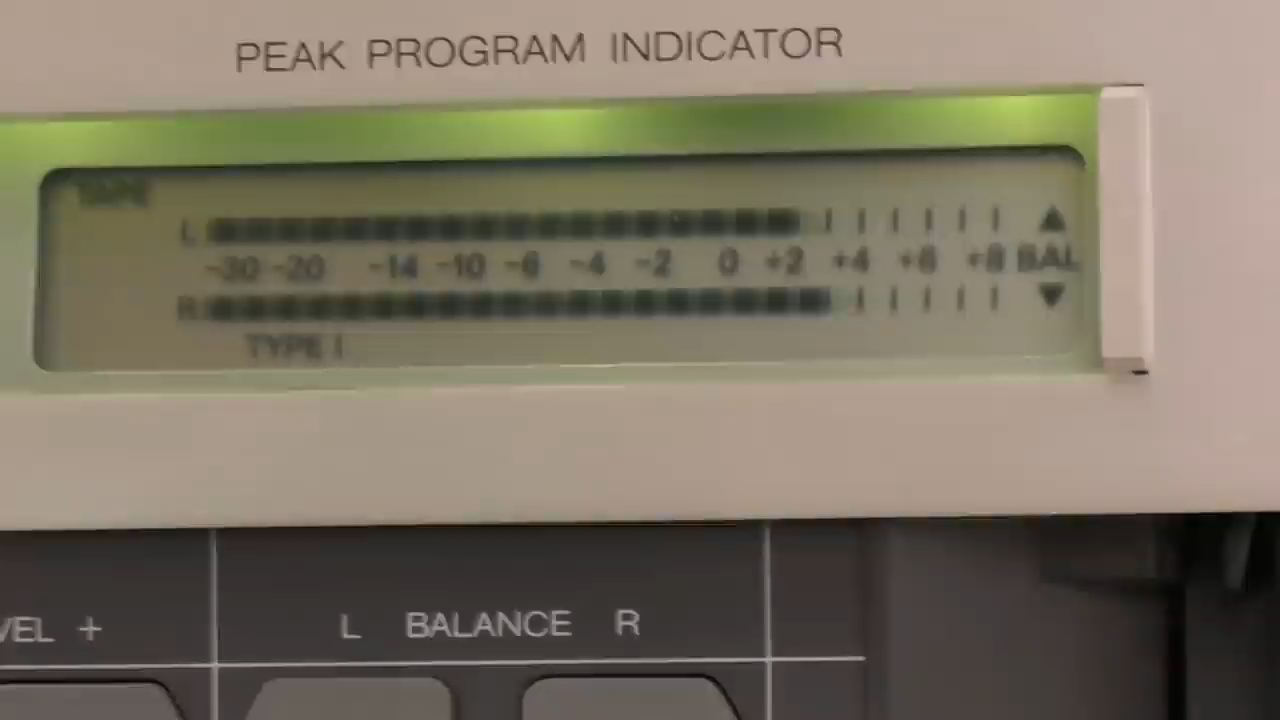 PEAK PROGRAM INDICATOR
TAPE
L
-30 -20 -14 -10 -6 -4 -2 0 +2 +4 +6 +8 BAL
R
TYPE I
VEL +
L BALANCE R